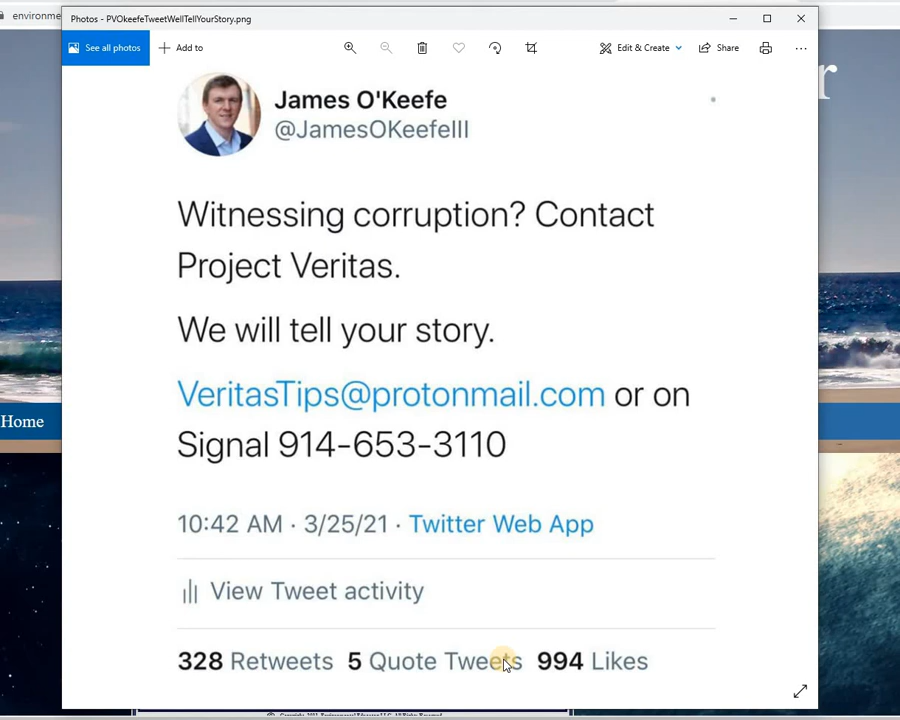 environme
Photos - PVOkeefeTweetWellTellYourStory.png
See all photos
Add to
Edit & Create
Share
r
James O'Keefe
@JamesOKeefeIII
Witnessing corruption? Contact
Project Veritas.
We will tell your story.
VeritasTips@protonmail.com or on
Signal 914-653-3110
Home
10:42 AM · 3/25/21 · Twitter Web App
View Tweet activity
328 Retweets 5 Quote Tweets 994 Likes